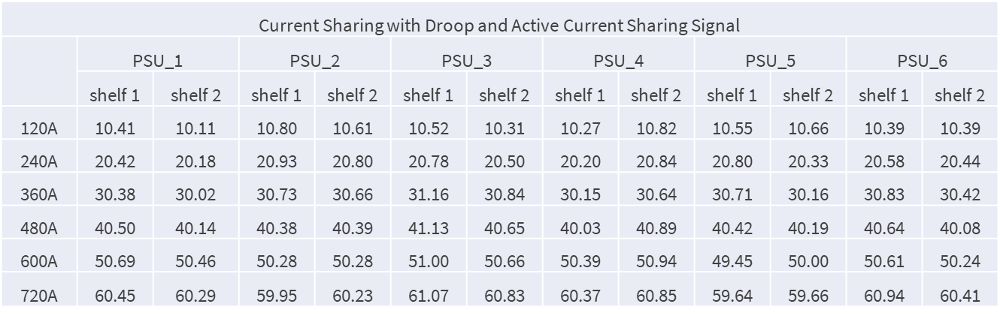 Current Sharing with Droop and Active Current Sharing Signal
PSU_1 PSU_2 PSU_3 PSU_4 PSU_5 PSU_6
shelf 1 shelf 2 shelf 1 shelf 2 shelf 1 shelf 2 shelf 1 shelf 2 shelf 1 shelf 2 shelf 1 shelf 2
120A 10.41 10.11 10.80 10.61 10.52 10.31 10.27 10.82 10.55 10.66 10.39 10.39
240A 20.42 20.18 20.93 20.80 20.78 20.50 20.20 20.84 20.80 20.33 20.58 20.44
360A 30.38 30.02 30.73 30.66 31.16 30.84 30.15 30.64 30.71 30.16 30.83 30.42
480A 40.50 40.14 40.38 40.39 41.13 40.65 40.03 40.89 40.42 40.19 40.64 40.08
600A 50.69 50.46 50.28 50.28 51.00 50.66 50.39 50.94 49.45 50.00 50.61 50.24
720A 60.45 60.29 59.95 60.23 61.07 60.83 60.37 60.85 59.64 59.66 60.94 60.41